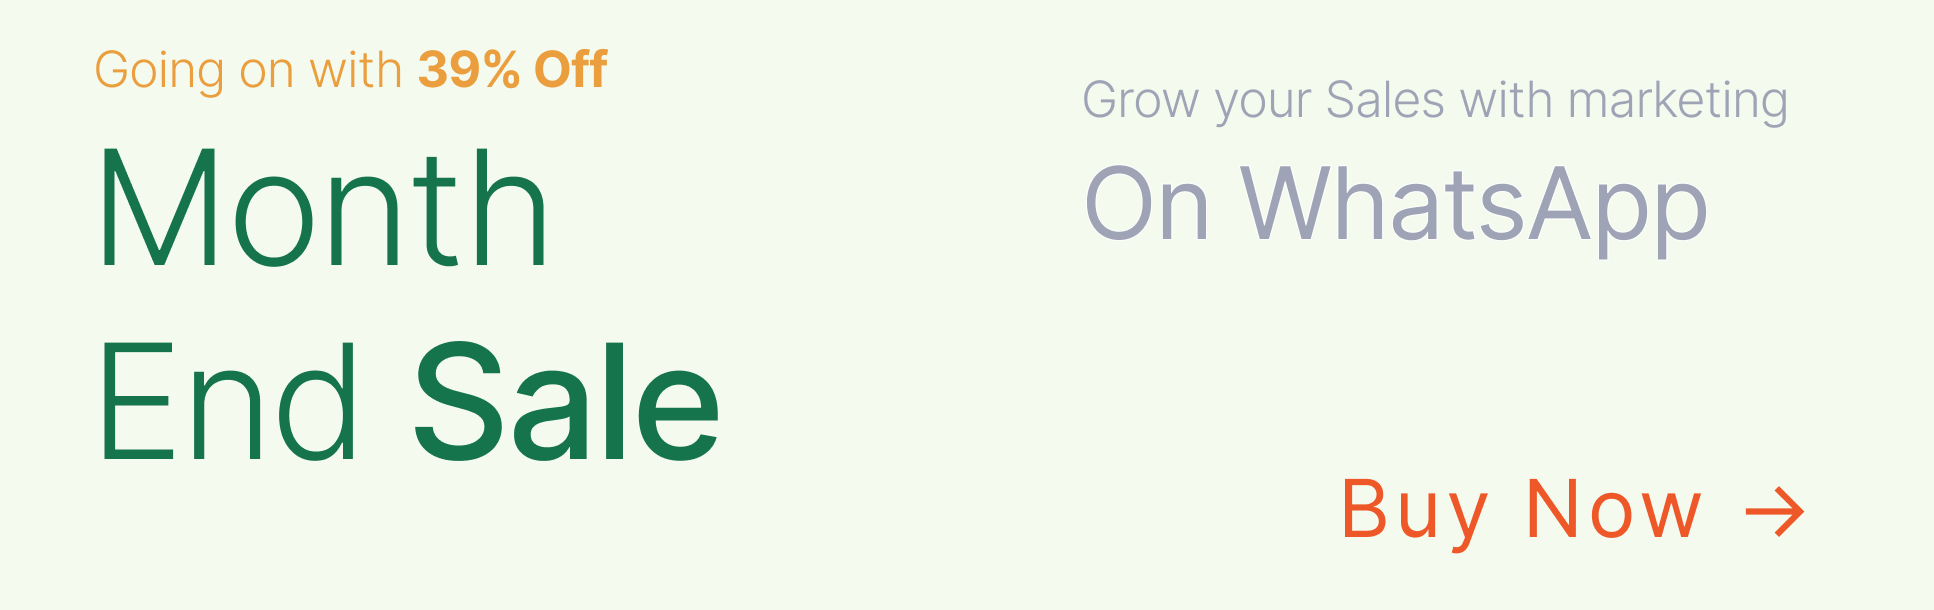 Going on with 39% Off
Month
End Sale
Grow your Sales with marketing
On WhatsApp
Buy Now →